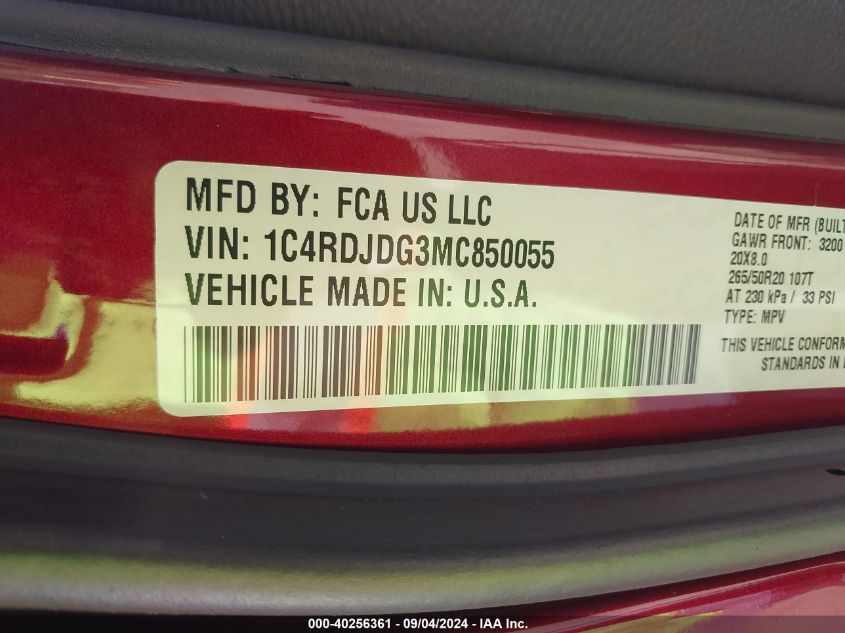 MFD BY: FCA US LLC
VIN: 1C4RDJDG3MC850055
VEHICLE MADE IN: U.S.A.
DATE OF MFR (BUILT
GAWR FRONT: 3200
20X8.0
265/50R20 107T
AT 230 kPa / 33 PSI
TYPE: MPV
THIS VEHICLE CONFORM
STANDARDS IN
000-40256361 - 09/04/2024 - IAA Inc.